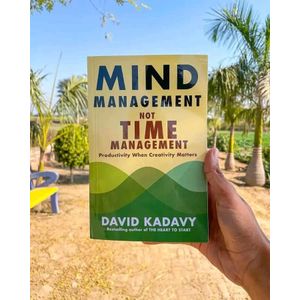 MIND
MANAGEMENT
NOT
TIME
MANAGEMENT
Productivity When Creativity Matters
DAVID KADAVY
Bestselling author of THE HEART TO START